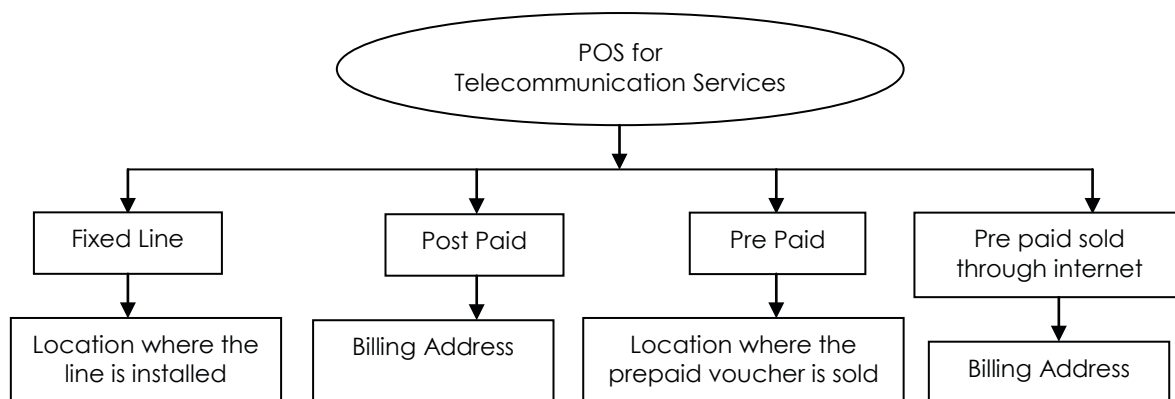 POS for
Telecommunication Services
Fixed Line
Post Paid
Pre Paid
Pre paid sold
through internet
Location where the
line is installed
Billing Address
Location where the
prepaid voucher is sold
Billing Address